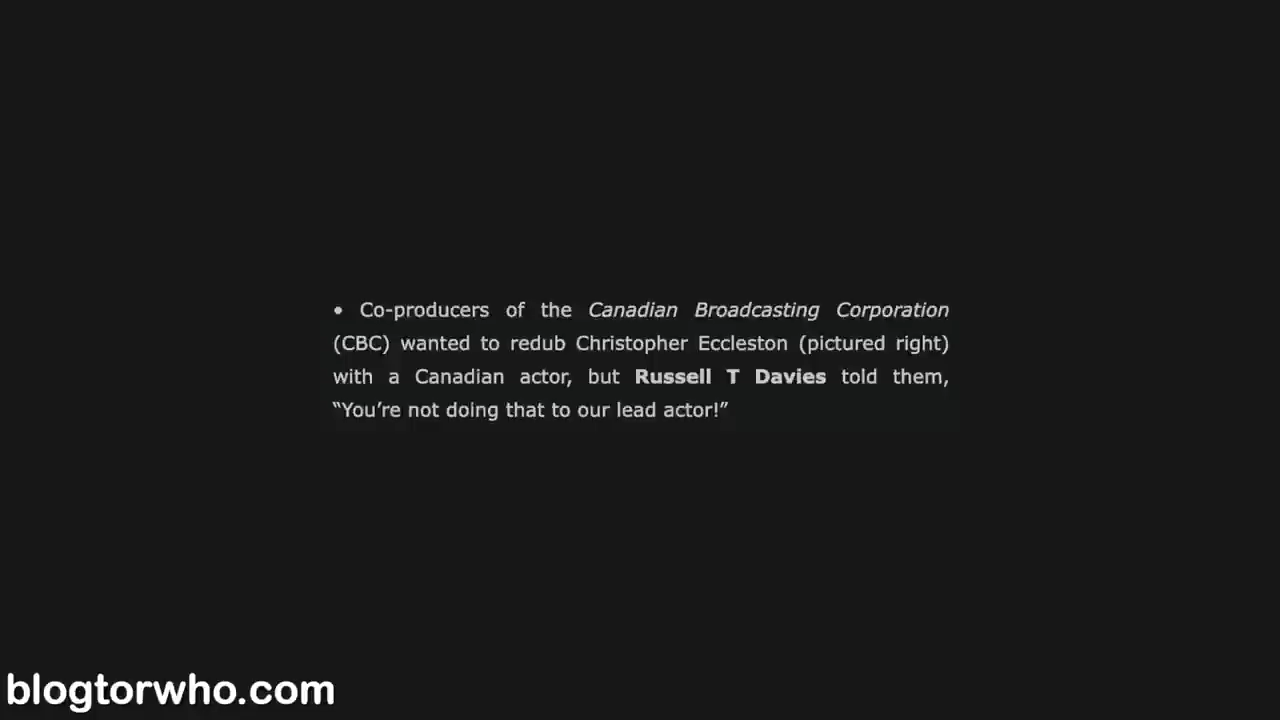 • Co-producers of the Canadian Broadcasting Corporation
(CBC) wanted to redub Christopher Eccleston (pictured right)
with a Canadian actor, but Russell T Davies told them,
“You’re not doing that to our lead actor!”
blogtorwho.com